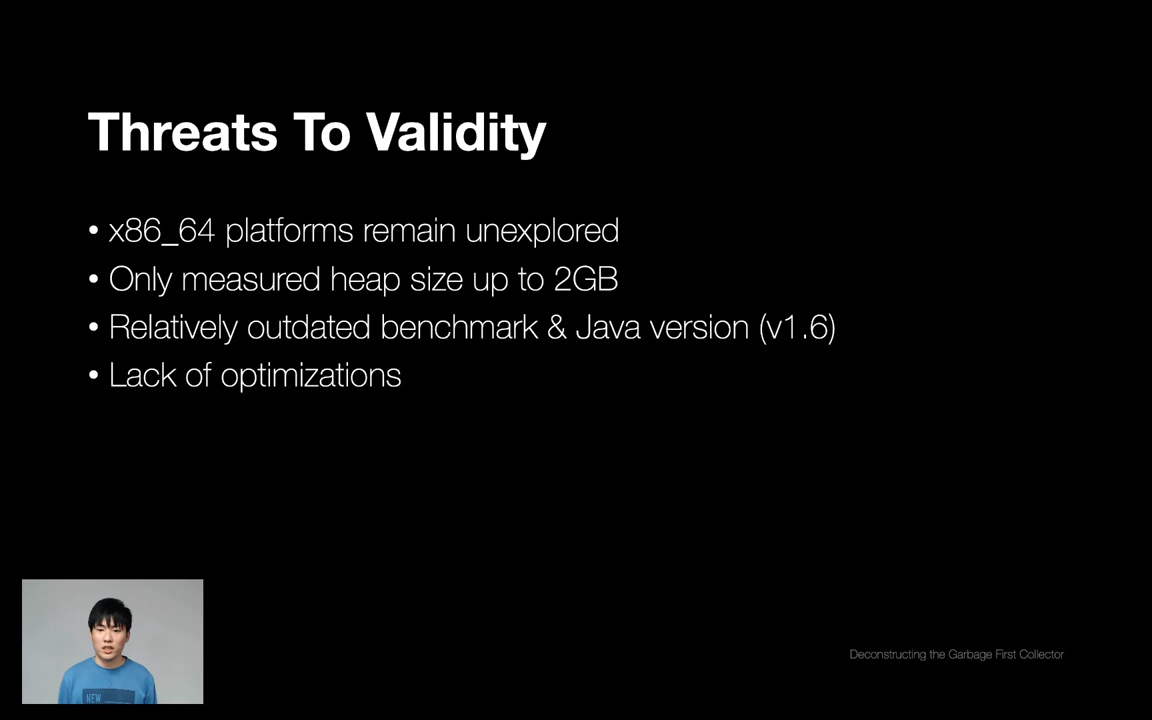 Threats To Validity
• x86_64 platforms remain unexplored
• Only measured heap size up to 2GB
• Relatively outdated benchmark & Java version (v1.6)
• Lack of optimizations
NEW
Deconstructing the Garbage First Collector